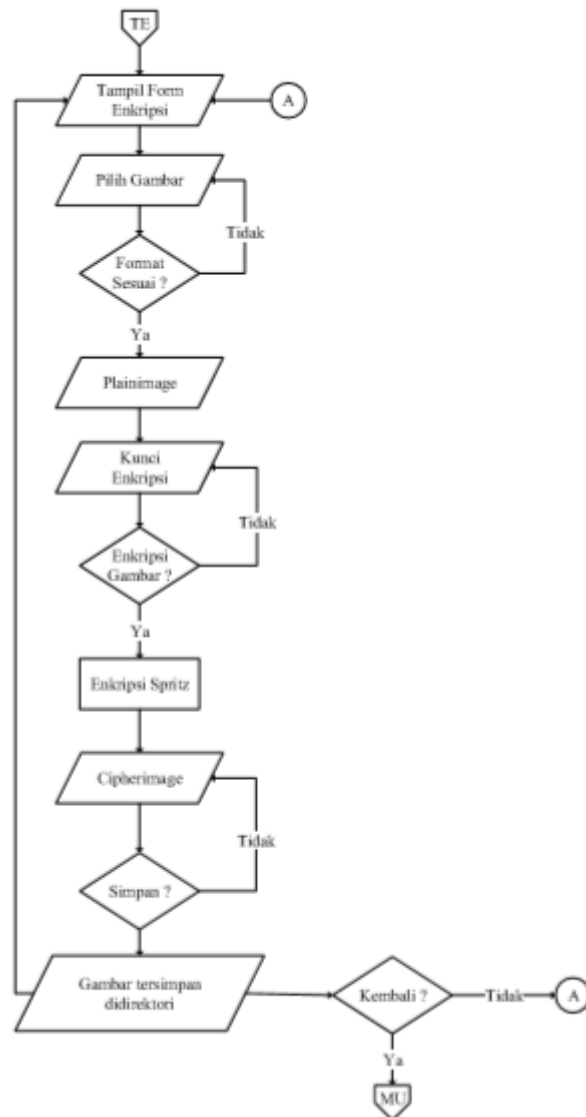 TE
Tampil Form
Enkripsi
A
Pilih Gambar
Tidak
Format
Sesuai ?
Ya
Plainimage
Kunci
Enkripsi
Tidak
Enkripsi
Gambar ?
Ya
Enkripsi Spritz
Cipherimage
Tidak
Simpan ?
Gambar tersimpan
didirektori
Kembali ?
Tidak
A
Ya
MU